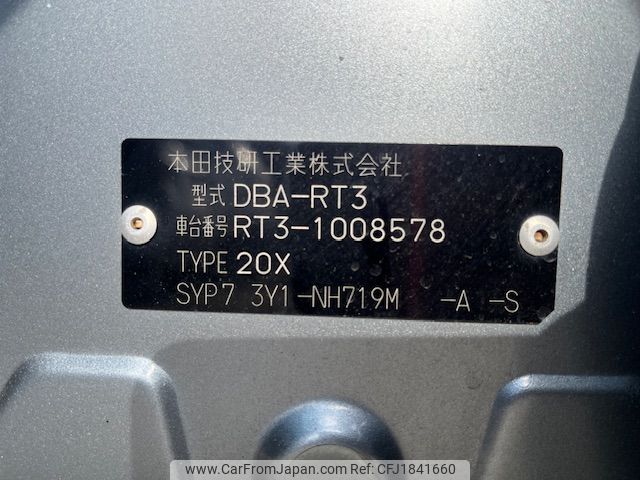 本田技研工業株式会社
型式 DBA-RT3
車台番号 RT3-1008578
TYPE 20X
SYP7 3Y1-NH719M -A -S
www.CarFromJapan.com - CFJ1841660